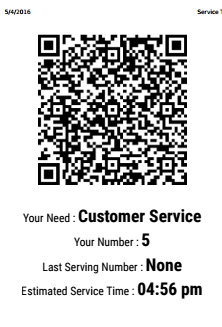 5/4/2016 Service T
Your Need : Customer Service
Your Number : 5
Last Serving Number : None
Estimated Service Time : 04:56 pm